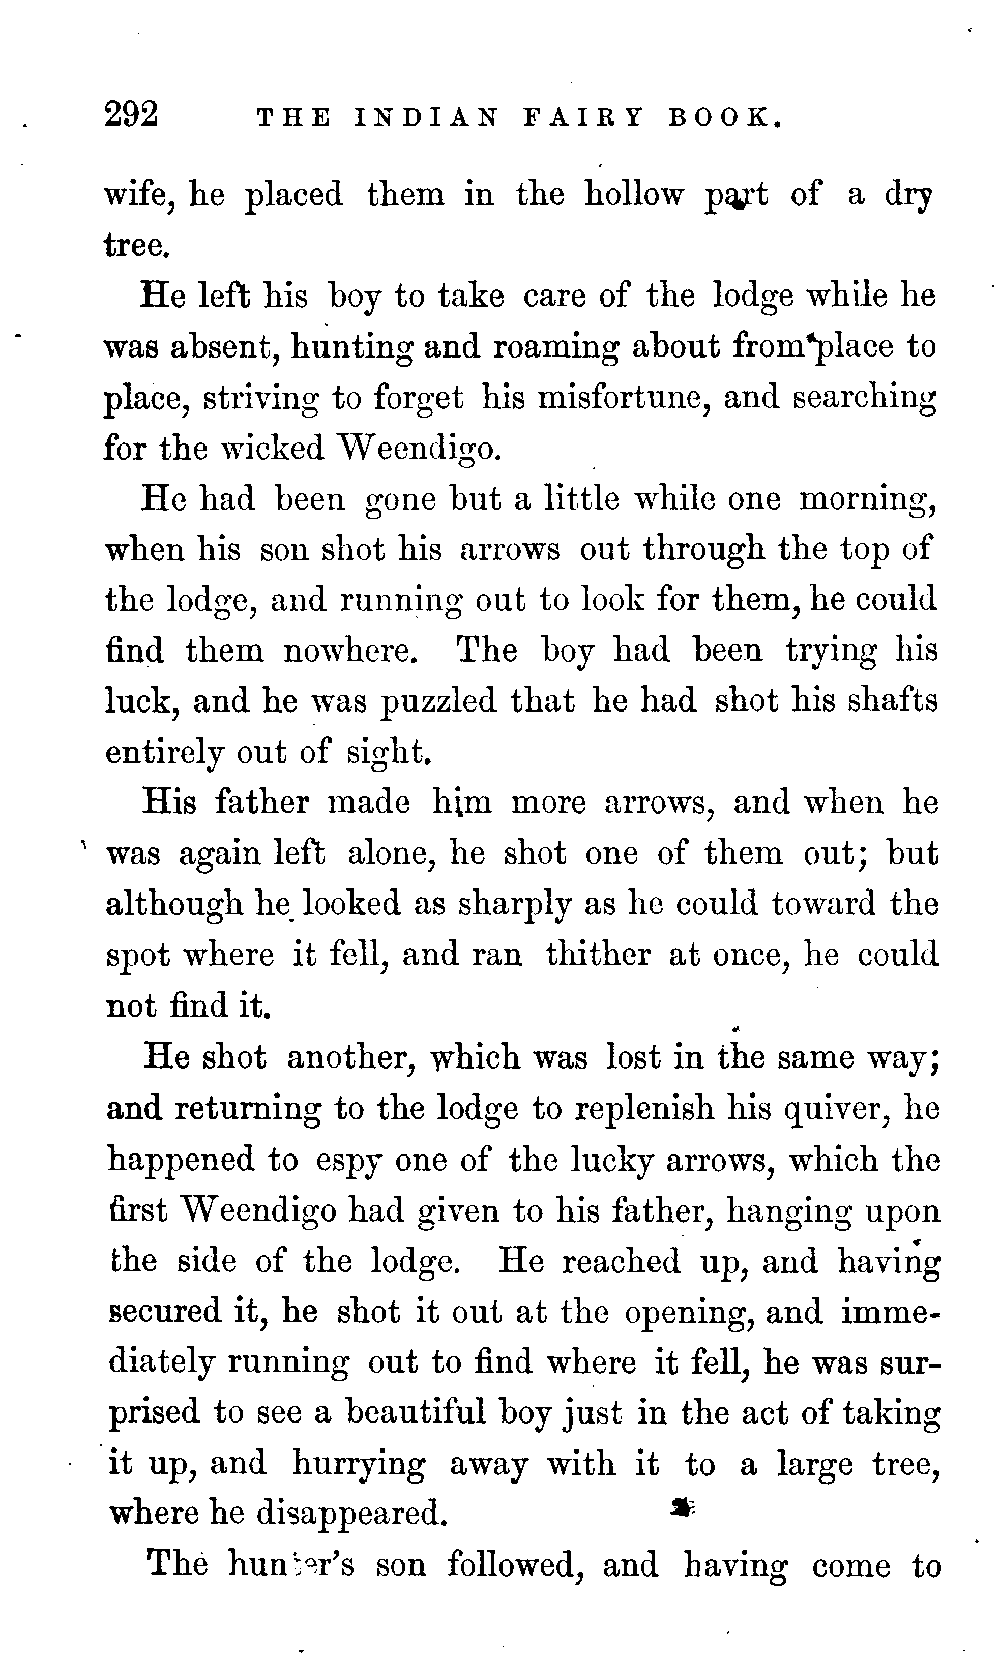 292 THE INDIAN FAIRY BOOK.
wife, he placed them in the hollow part of a dry
tree.
He left his boy to take care of the lodge while he
was absent, hunting and roaming about from place to
place, striving to forget his misfortune, and searching
for the wicked Weendigo.
He had been gone but a little while one morning,
when his son shot his arrows out through the top of
the lodge, and running out to look for them, he could
find them nowhere. The boy had been trying his
luck, and he was puzzled that he had shot his shafts
entirely out of sight.
His father made him more arrows, and when he
was again left alone, he shot one of them out; but
although he looked as sharply as he could toward the
spot where it fell, and ran thither at once, he could
not find it.
He shot another, which was lost in the same way;
and returning to the lodge to replenish his quiver, he
happened to espy one of the lucky arrows, which the
first Weendigo had given to his father, hanging upon
the side of the lodge. He reached up, and having
secured it, he shot it out at the opening, and imme-
diately running out to find where it fell, he was sur-
prised to see a beautiful boy just in the act of taking
it up, and hurrying away with it to a large tree,
where he disappeared.
The hunter's son followed, and having come to